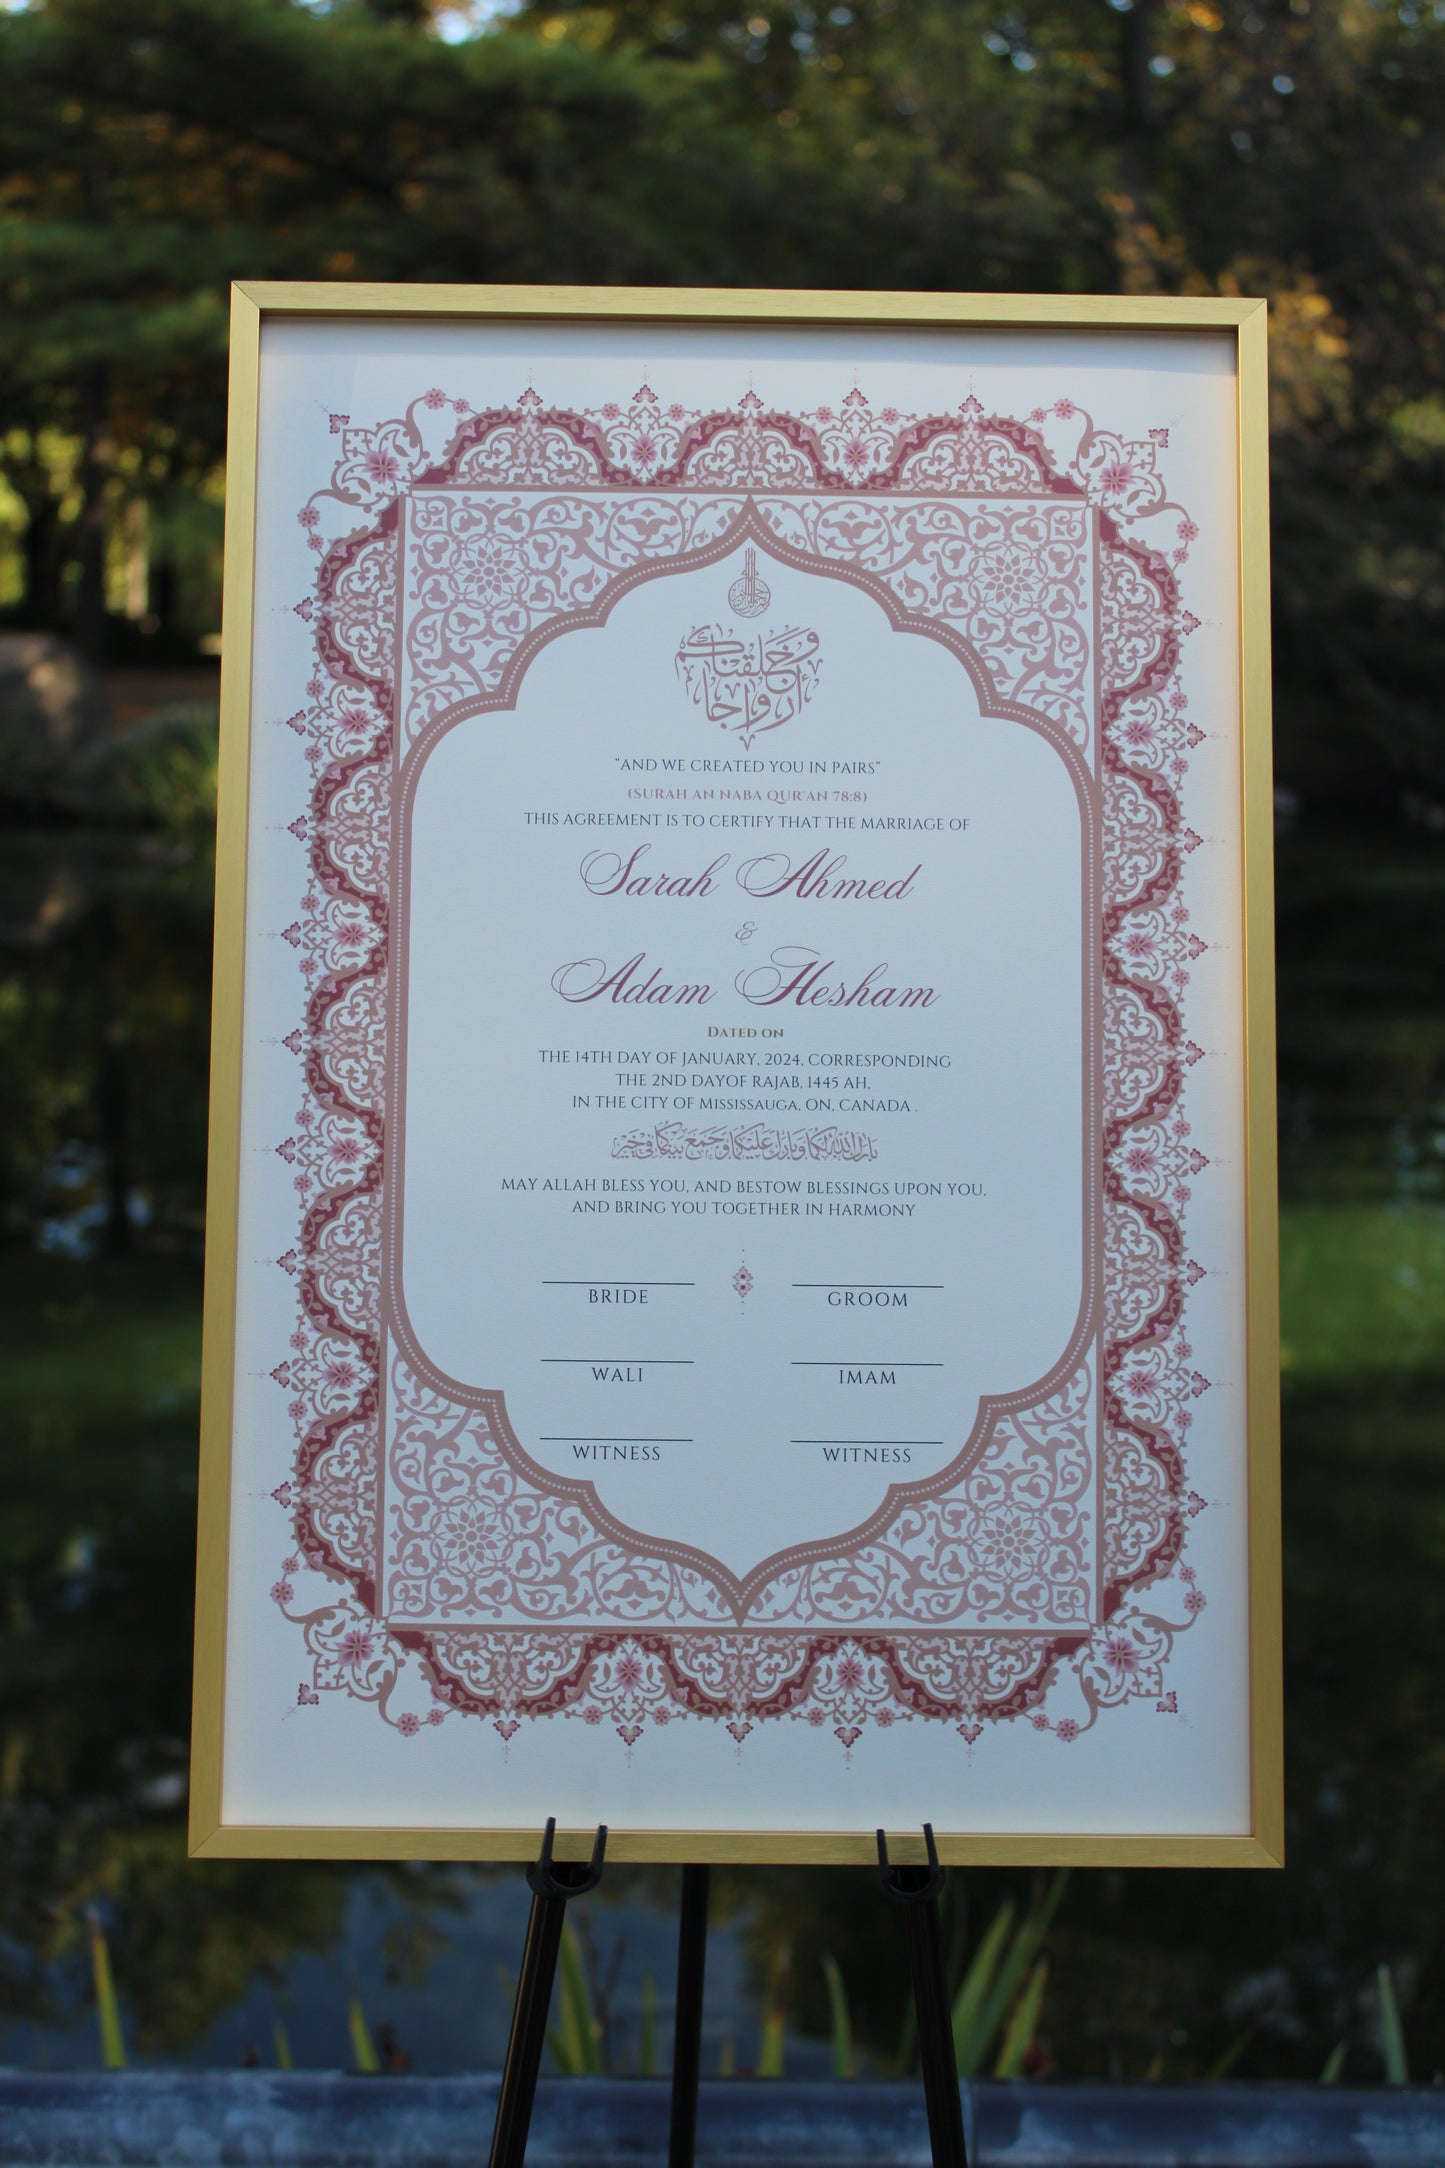 وخلقناكم
أزواجا
"AND WE CREATED YOU IN PAIRS"
(SURAH AN NABA QUR'AN 78:8)
THIS AGREEMENT IS TO CERTIFY THAT THE MARRIAGE OF
Sarah Ahmed
&
Adam Hesham
DATED ON
THE 14TH DAY OF JANUARY, 2024, CORRESPONDING
THE 2ND DAYOF RAJAB, 1445 AH,
IN THE CITY OF MISSISSAUGA, ON, CANADA .
بارك الله لكما وبارك عليكما وجمع بينكما في خير
MAY ALLAH BLESS YOU, AND BESTOW BLESSINGS UPON YOU,
AND BRING YOU TOGETHER IN HARMONY
BRIDE GROOM
WALI IMAM
WITNESS WITNESS